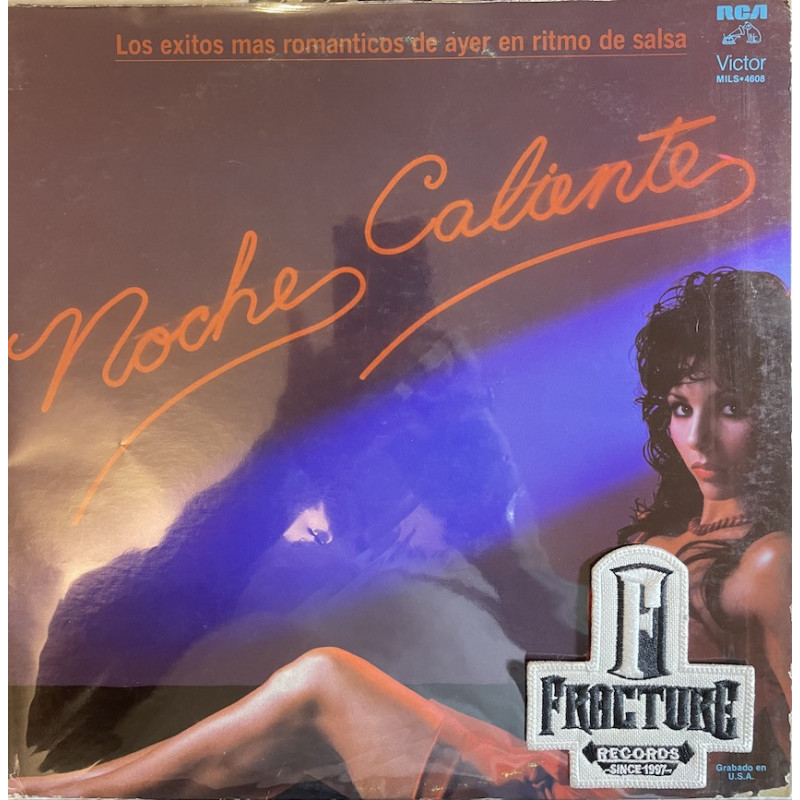 Los exitos mas romanticos de ayer en ritmo de salsa
RCA
Victor
MILS•4608
Noche Caliente
F
FRACTURE
RECORDS
-SINCE 1997-
Grabado en
U.S.A.